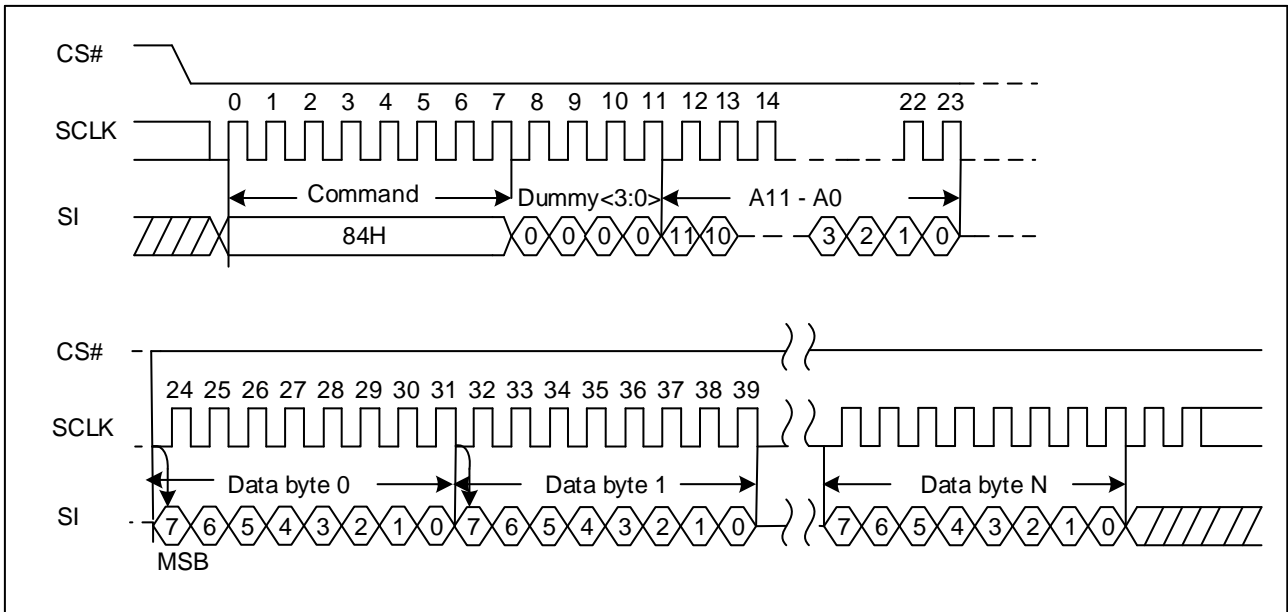 CS#
0 1 2 3 4 5 6 7 8 9 10 11 12 13 14 22 23
SCLK
Command Dummy<3:0> A11 - A0
SI
84H 0 0 0 0 11 10 3 2 1 0
CS#
24 25 26 27 28 29 30 31 32 33 34 35 36 37 38 39
SCLK
Data byte 0 Data byte 1 Data byte N
SI
7 6 5 4 3 2 1 0 7 6 5 4 3 2 1 0 7 6 5 4 3 2 1 0
MSB